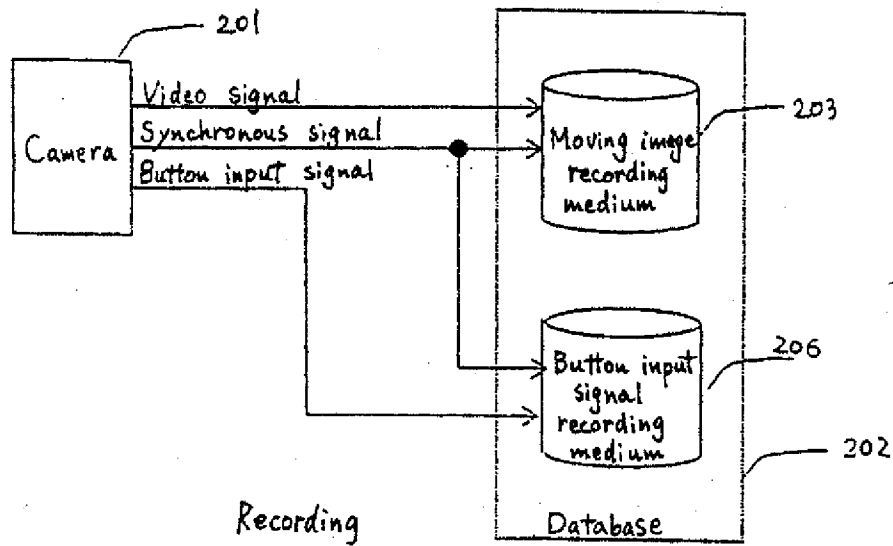 201
Camera
Video signal
Synchronous signal
Button input signal
Moving image
recording
medium
203
Button input
signal
recording
medium
206
202
Recording
Database